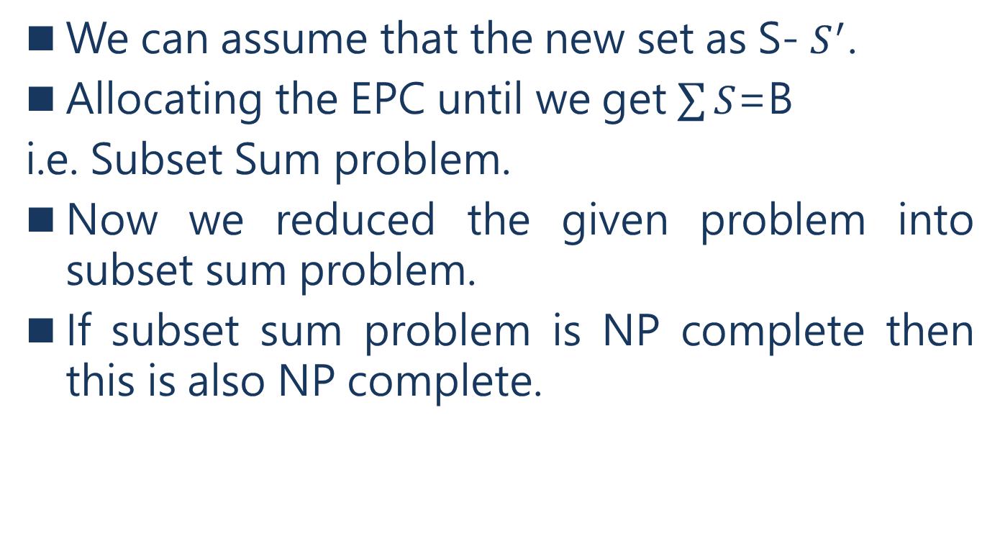 ■ We can assume that the new set as S- 𝑆′.
■ Allocating the EPC until we get ∑ 𝑆=B
i.e. Subset Sum problem.
■ Now we reduced the given problem into
subset sum problem.
■ If subset sum problem is NP complete then
this is also NP complete.